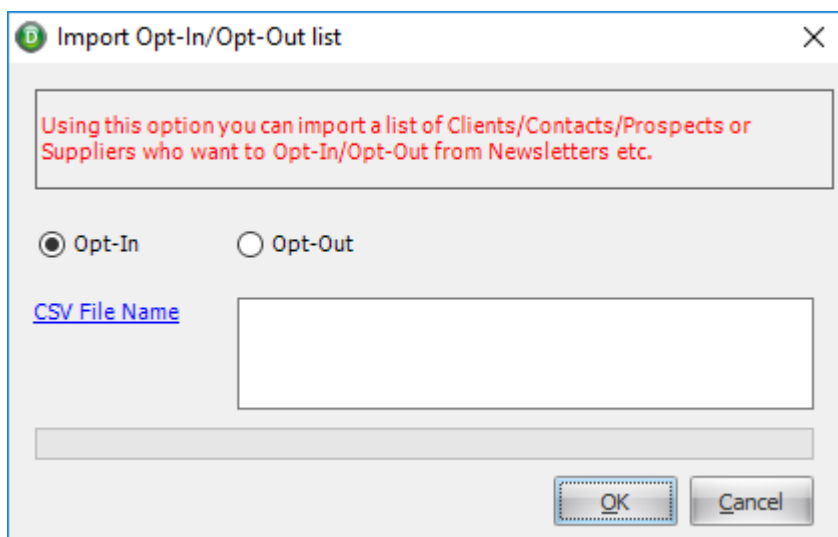 Import Opt-In/Opt-Out list
Using this option you can import a list of Clients/Contacts/Prospects or
Suppliers who want to Opt-In/Opt-Out from Newsletters etc.
Opt-In Opt-Out
CSV File Name
OK Cancel